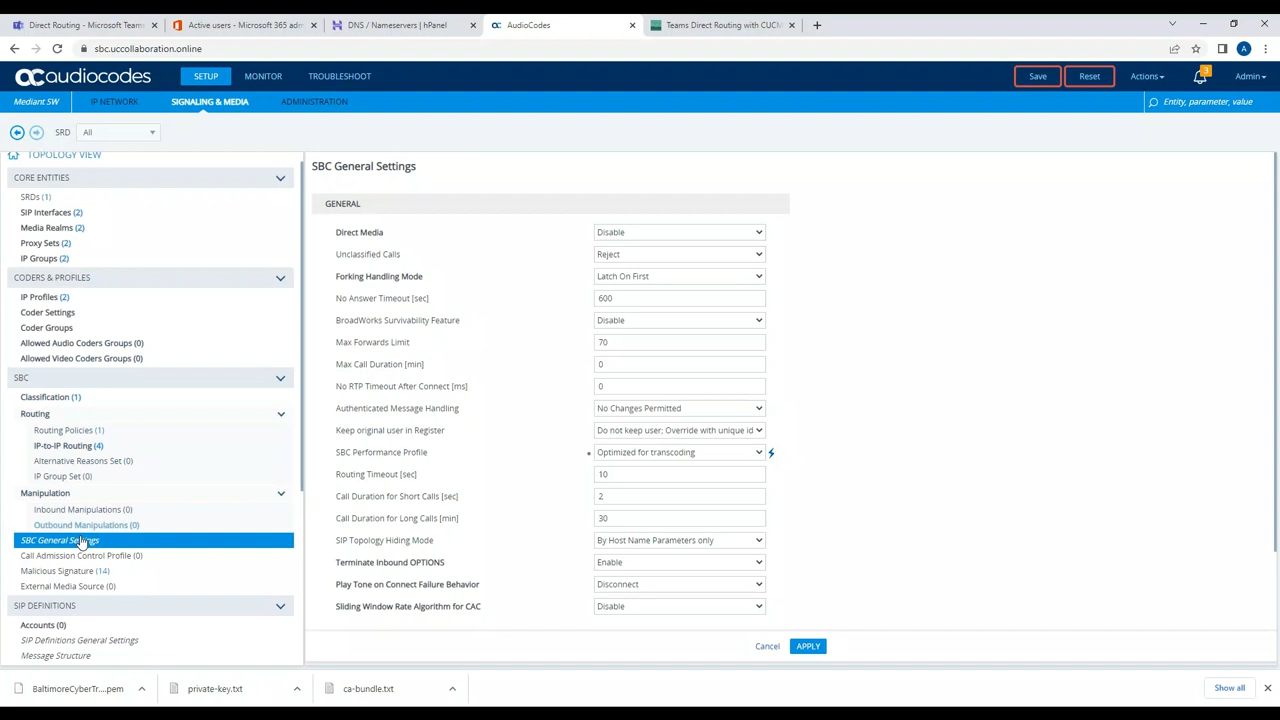 Direct Routing - Microsoft Teams
Active users - Microsoft 365 adm
DNS / Nameservers | hPanel
AudioCodes
Teams Direct Routing with CUCM
sbc.uccollaboration.online
A
audiocodes
SETUP
MONITOR
TROUBLESHOOT
Save
Reset
Actions
3
Admin
Mediant SW
IP NETWORK
SIGNALING & MEDIA
ADMINISTRATION
Entity, parameter, value
SRD
All
TOPOLOGY VIEW
CORE ENTITIES
SRDs (1)
SIP Interfaces (2)
Media Realms (2)
Proxy Sets (2)
IP Groups (2)
CODERS & PROFILES
IP Profiles (2)
Coder Settings
Coder Groups
Allowed Audio Coders Groups (0)
Allowed Video Coders Groups (0)
SBC
Classification (1)
Routing
Routing Policies (1)
IP-to-IP Routing (4)
Alternative Reasons Set (0)
IP Group Set (0)
Manipulation
Inbound Manipulations (0)
Outbound Manipulations (0)
SBC General Settings
Call Admission Control Profile (0)
Malicious Signature (14)
External Media Source (0)
SIP DEFINITIONS
Accounts (0)
SIP Definitions General Settings
Message Structure
SBC General Settings
GENERAL
Direct Media Disable
Unclassified Calls Reject
Forking Handling Mode Latch On First
No Answer Timeout [sec] 600
BroadWorks Survivability Feature Disable
Max Forwards Limit 70
Max Call Duration [min] 0
No RTP Timeout After Connect [ms] 0
Authenticated Message Handling No Changes Permitted
Keep original user in Register Do not keep user; Override with unique id
SBC Performance Profile Optimized for transcoding
Routing Timeout [sec] 10
Call Duration for Short Calls [sec] 2
Call Duration for Long Calls [min] 30
SIP Topology Hiding Mode By Host Name Parameters only
Terminate Inbound OPTIONS Enable
Play Tone on Connect Failure Behavior Disconnect
Sliding Window Rate Algorithm for CAC Disable
Cancel
APPLY
BaltimoreCyberTr....pem
private-key.txt
ca-bundle.txt
Show all